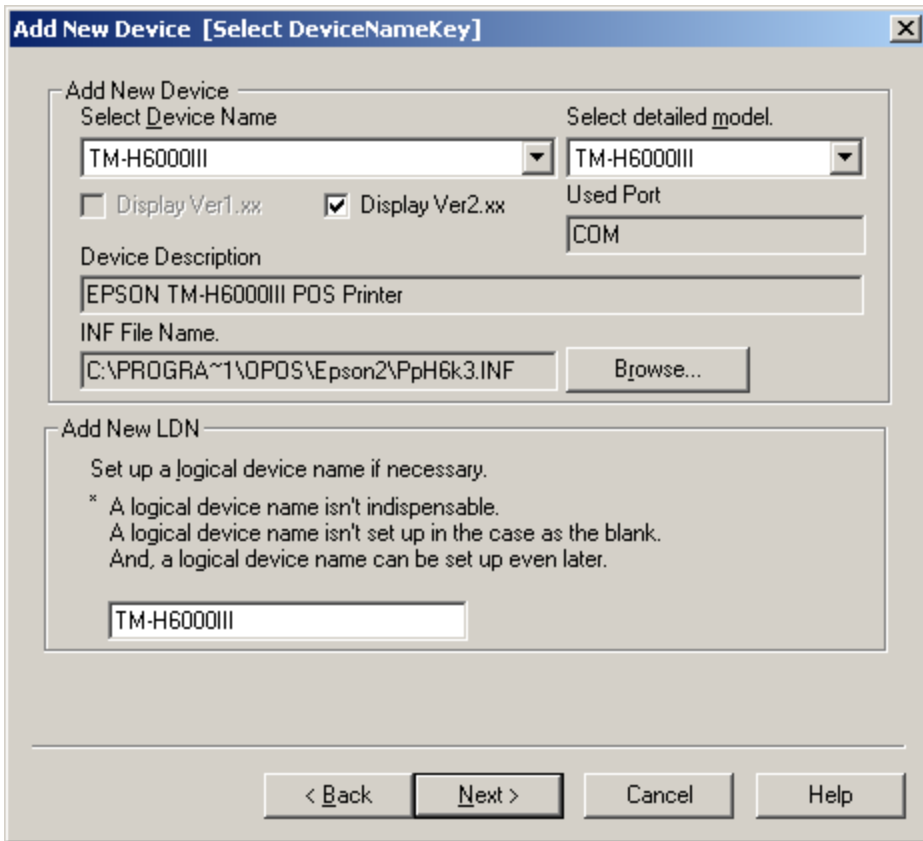 Add New Device [Select DeviceNameKey]
Add New Device
Select Device Name
Select detailed model.
TM-H6000III
TM-H6000III
Display Ver1.xx
Display Ver2.xx
Used Port
COM
Device Description
EPSON TM-H6000III POS Printer
INF File Name.
C:\PROGRA~1\OPOS\Epson2\PpH6k3.INF
Browse...
Add New LDN
Set up a logical device name if necessary.
* A logical device name isn't indispensable.
A logical device name isn't set up in the case as the blank.
And, a logical device name can be set up even later.
TM-H6000III
< Back
Next >
Cancel
Help